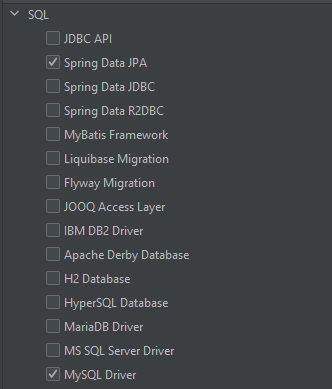 SQL
JDBC API
Spring Data JPA
Spring Data JDBC
Spring Data R2DBC
MyBatis Framework
Liquibase Migration
Flyway Migration
JOOQ Access Layer
IBM DB2 Driver
Apache Derby Database
H2 Database
HyperSQL Database
MariaDB Driver
MS SQL Server Driver
MySQL Driver